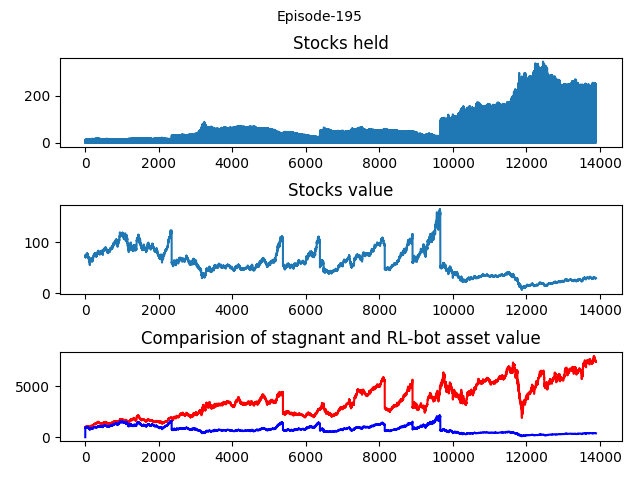 Episode-195
Stocks held
200
0
0 2000 4000 6000 8000 10000 12000 14000
Stocks value
100
0
0 2000 4000 6000 8000 10000 12000 14000
Comparision of stagnant and RL-bot asset value
5000
0
0 2000 4000 6000 8000 10000 12000 14000